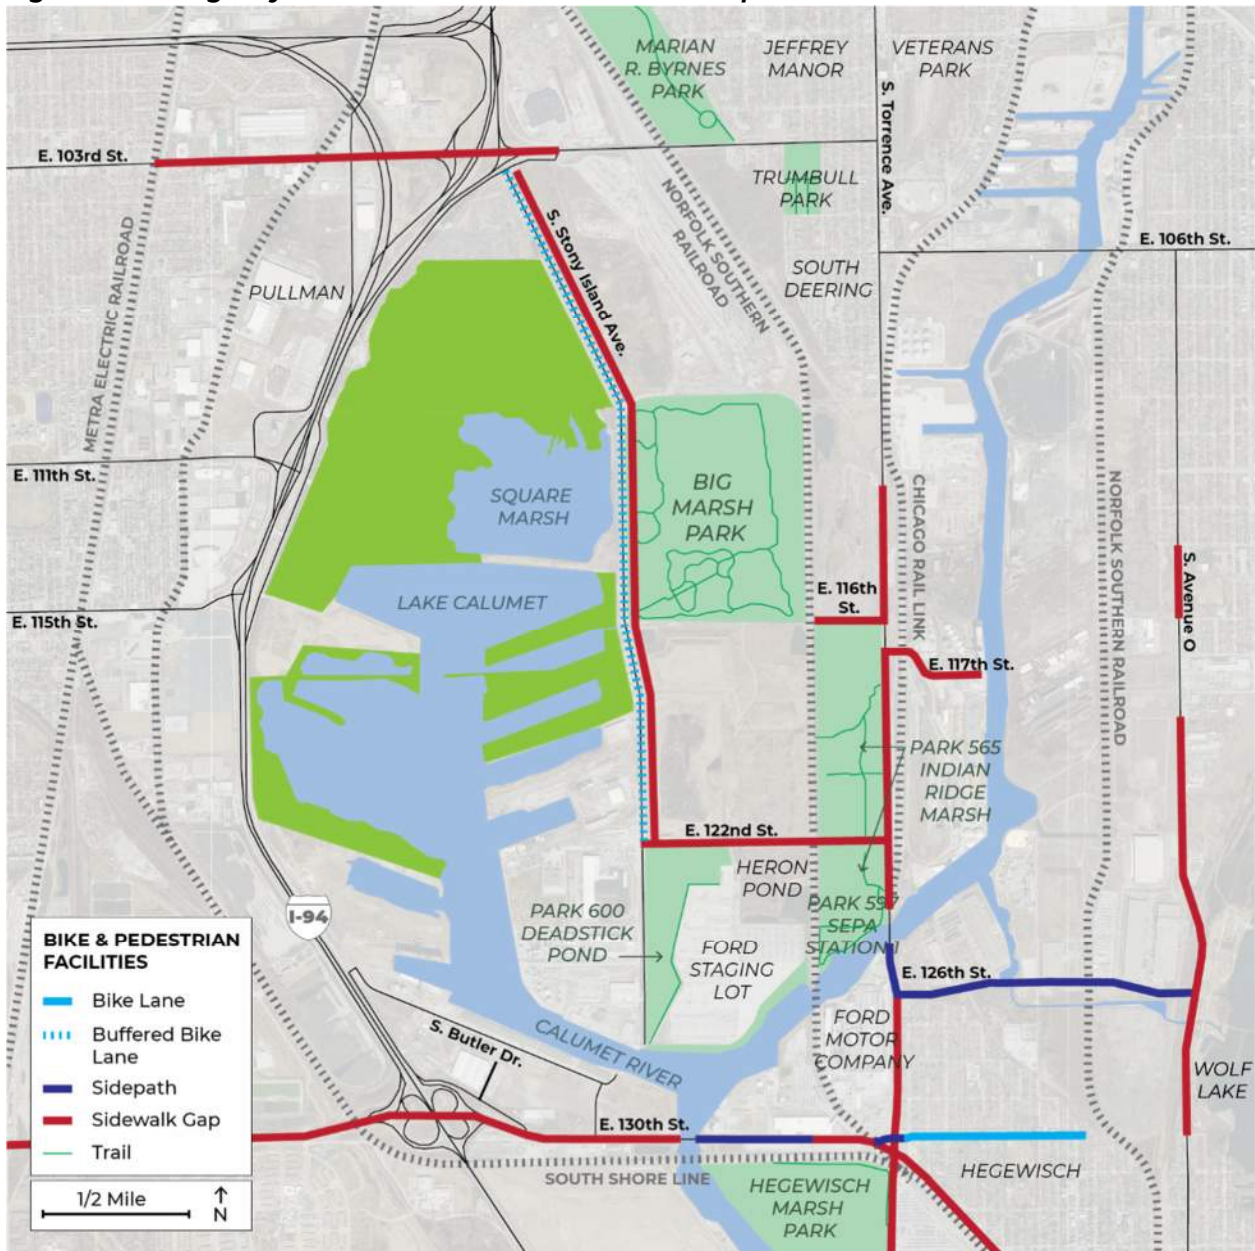 MARIAN
R. BYRNES
PARK
JEFFREY
MANOR
VETERANS
PARK
S. Torrence Ave.
E. 103rd St.
TRUMBULL
PARK
NORFOLK SOUTHERN
RAILROAD
E. 106th St.
METRA ELECTRIC RAILROAD
PULLMAN
S. Stony Island Ave.
SOUTH
DEERING
E. 111th St.
SQUARE
MARSH
BIG
MARSH
PARK
CHICAGO RAIL LINK
NORFOLK SOUTHERN RAILROAD
S. Avenue O
E. 115th St.
LAKE CALUMET
E. 116th
St.
E. 117th St.
PARK 565
INDIAN
RIDGE
MARSH
E. 122nd St.
HERON
POND
PARK 600
DEADSTICK
POND
PARK 597
SEPA
STATION 1
FORD
STAGING
LOT
E. 126th St.
I-94
FORD
MOTOR
COMPANY
WOLF
LAKE
CALUMET RIVER
S. Butler Dr.
E. 130th St.
SOUTH SHORE LINE
HEGEWISCH
HEGEWISCH
MARSH
PARK
BIKE & PEDESTRIAN
FACILITIES
Bike Lane
Buffered Bike
Lane
Sidepath
Sidewalk Gap
Trail
1/2 Mile
N